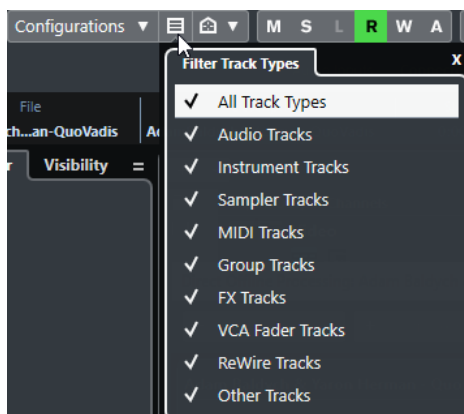 Configurations
M S L R W A
Filter Track Types X
File
ch...an-QuoVadis
Visibility
All Track Types
Audio Tracks
Instrument Tracks
Sampler Tracks
MIDI Tracks
Group Tracks
FX Tracks
VCA Fader Tracks
ReWire Tracks
Other Tracks